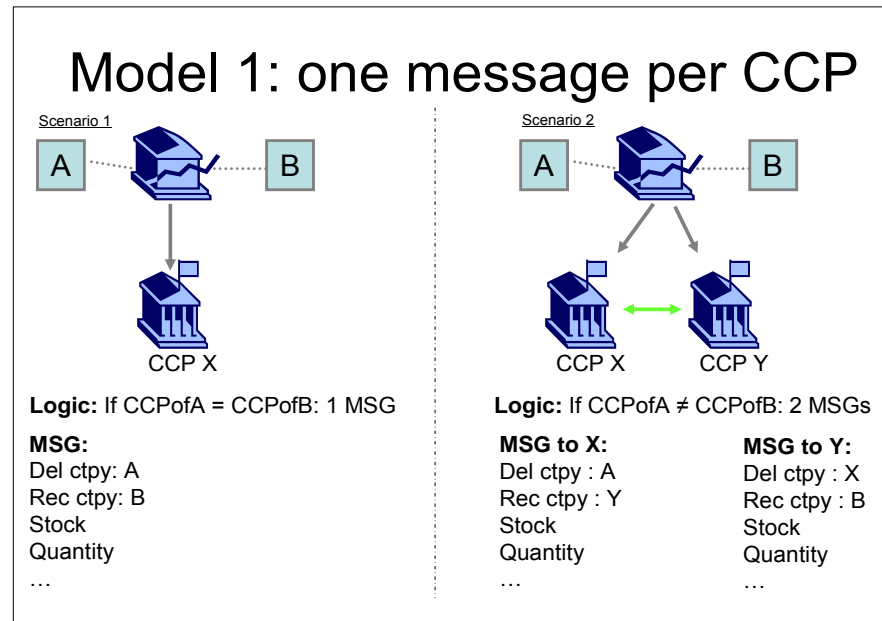 Model 1: one message per CCP
Scenario 1
A
B
CCP X
Logic: If CCPofA = CCPofB: 1 MSG
MSG:
Del ctpy: A
Rec ctpy: B
Stock
Quantity
…
Scenario 2
A
B
CCP X
CCP Y
Logic: If CCPofA ≠ CCPofB: 2 MSGs
MSG to X:
Del ctpy : A
Rec ctpy : Y
Stock
Quantity
…
MSG to Y:
Del ctpy : X
Rec ctpy : B
Stock
Quantity
…